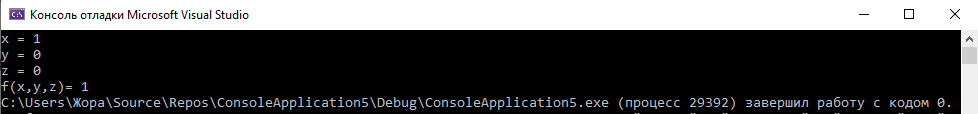 Консоль отладки Microsoft Visual Studio
x = 1
y = 0
z = 0
f(x,y,z)= 1
C:\Users\Жора\Source\Repos\ConsoleApplication5\Debug\ConsoleApplication5.exe (процесс 29392) завершил работу с кодом 0.